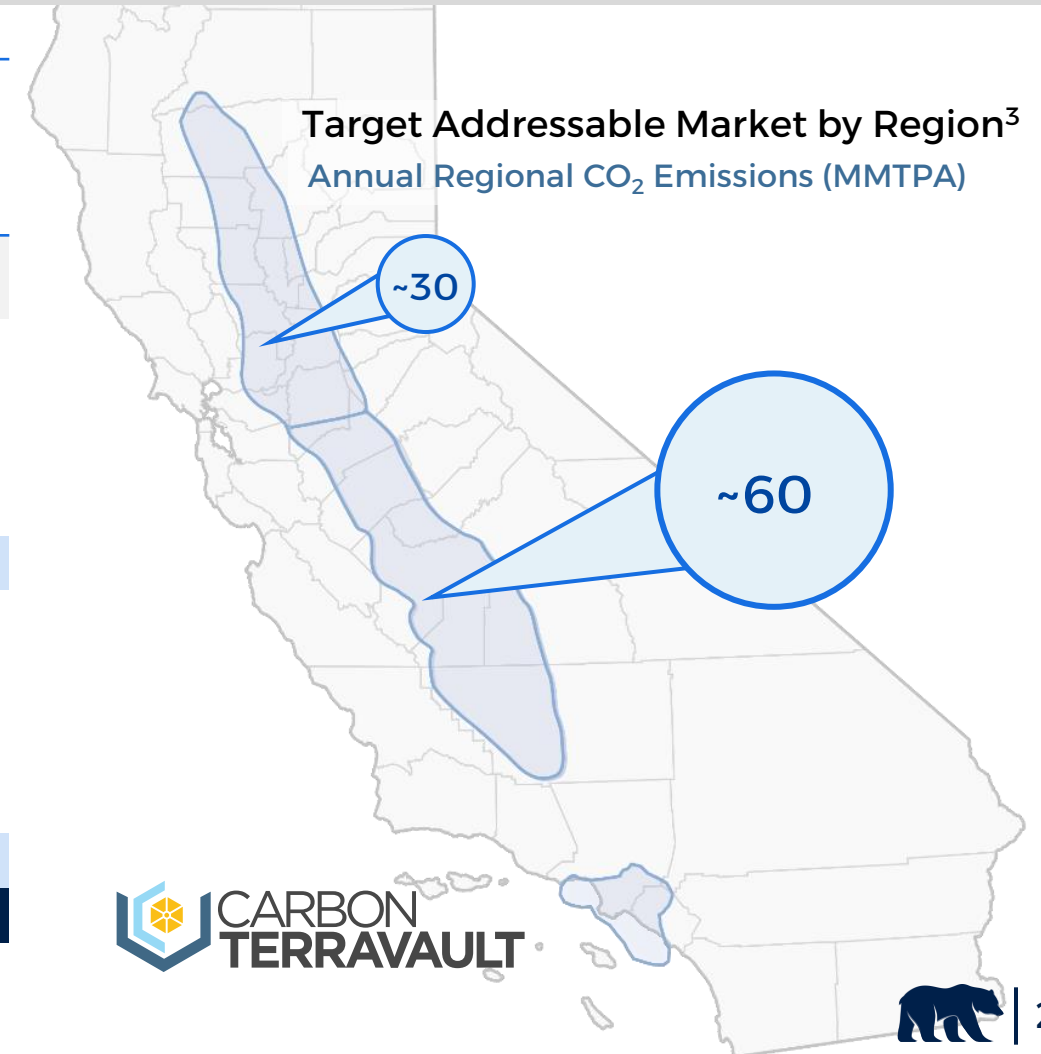 Target Addressable Market by Region³
Annual Regional CO₂ Emissions (MMTPA)
~30
~60
CARBON
TERRAVAULT